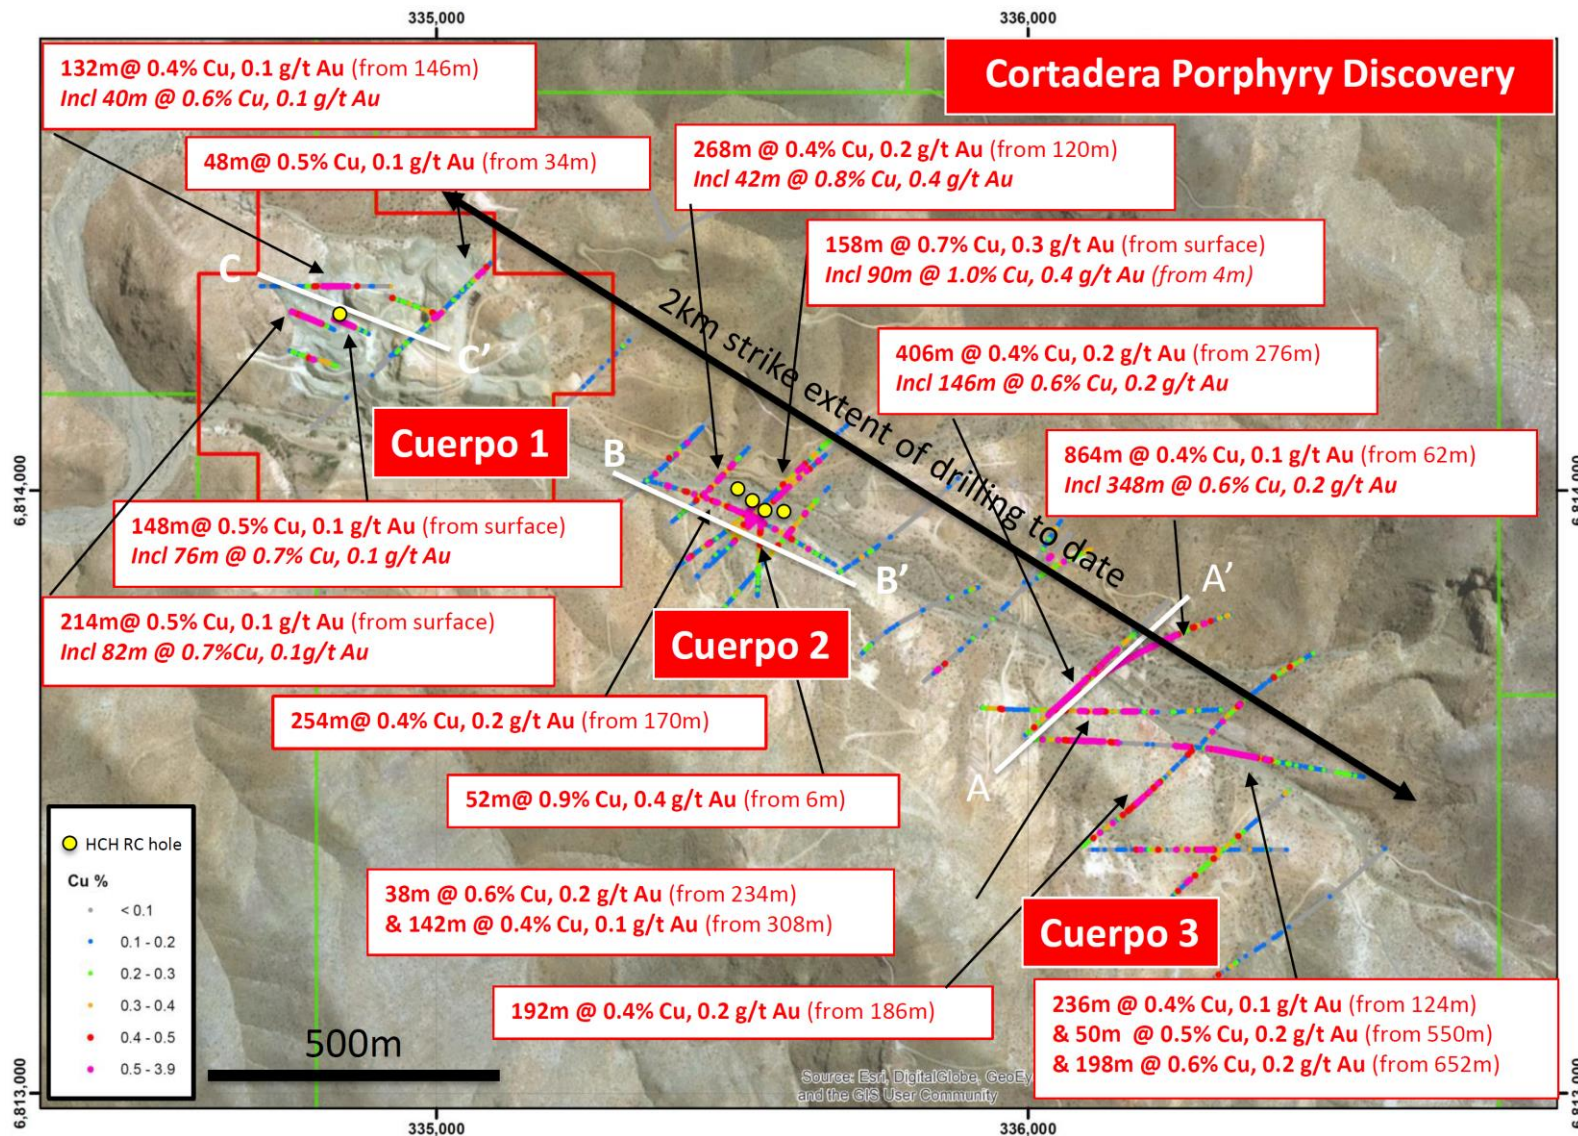 335,000
336,000
Cortadera Porphyry Discovery
132m@ 0.4% Cu, 0.1 g/t Au (from 146m)
Incl 40m @ 0.6% Cu, 0.1 g/t Au
48m@ 0.5% Cu, 0.1 g/t Au (from 34m)
268m @ 0.4% Cu, 0.2 g/t Au (from 120m)
Incl 42m @ 0.8% Cu, 0.4 g/t Au
158m @ 0.7% Cu, 0.3 g/t Au (from surface)
Incl 90m @ 1.0% Cu, 0.4 g/t Au (from 4m)
406m @ 0.4% Cu, 0.2 g/t Au (from 276m)
Incl 146m @ 0.6% Cu, 0.2 g/t Au
864m @ 0.4% Cu, 0.1 g/t Au (from 62m)
Incl 348m @ 0.6% Cu, 0.2 g/t Au
2km strike extent of drilling to date
C
C'
Cuerpo 1
B
B'
A'
A
6,814,000
6,814,000
148m@ 0.5% Cu, 0.1 g/t Au (from surface)
Incl 76m @ 0.7% Cu, 0.1 g/t Au
214m@ 0.5% Cu, 0.1 g/t Au (from surface)
Incl 82m @ 0.7%Cu, 0.1g/t Au
Cuerpo 2
254m@ 0.4% Cu, 0.2 g/t Au (from 170m)
52m@ 0.9% Cu, 0.4 g/t Au (from 6m)
38m @ 0.6% Cu, 0.2 g/t Au (from 234m)
& 142m @ 0.4% Cu, 0.1 g/t Au (from 308m)
Cuerpo 3
192m @ 0.4% Cu, 0.2 g/t Au (from 186m)
236m @ 0.4% Cu, 0.1 g/t Au (from 124m)
& 50m @ 0.5% Cu, 0.2 g/t Au (from 550m)
& 198m @ 0.6% Cu, 0.2 g/t Au (from 652m)
HCH RC hole
Cu %
< 0.1
0.1 - 0.2
0.2 - 0.3
0.3 - 0.4
0.4 - 0.5
0.5 - 3.9
500m
Source: Esri, DigitalGlobe, GeoEy
and the GIS User Community
6,813,000
6,813,000
335,000
336,000